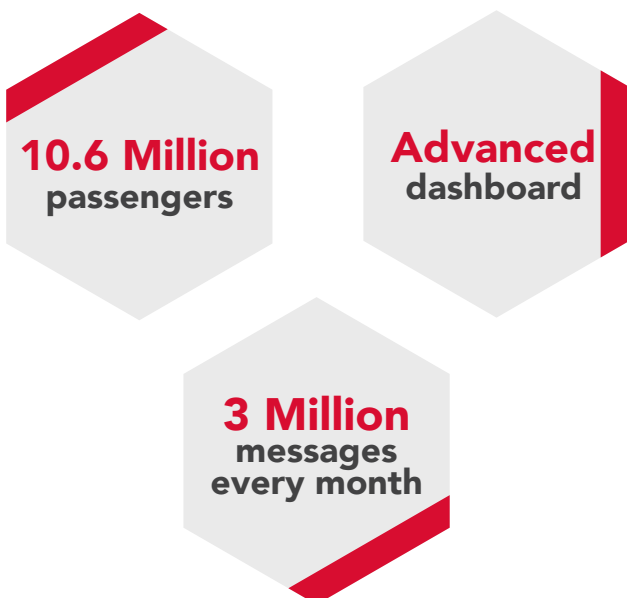 10.6 Million
passengers
Advanced
dashboard
3 Million
messages
every month